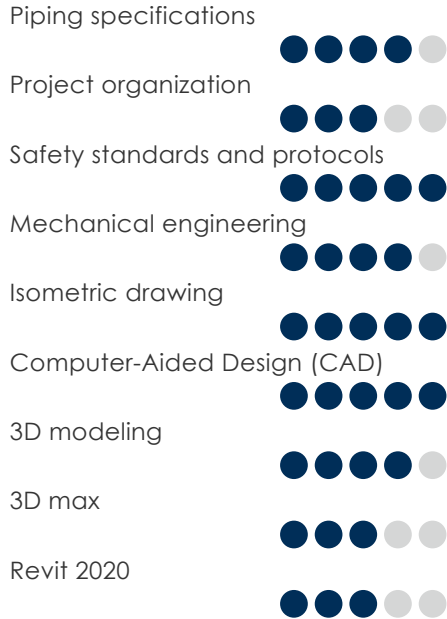 Piping specifications
Project organization
Safety standards and protocols
Mechanical engineering
Isometric drawing
Computer-Aided Design (CAD)
3D modeling
3D max
Revit 2020